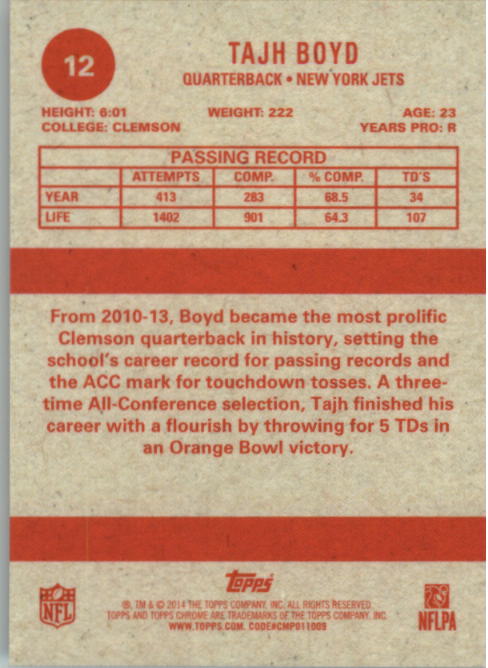 12
TAJH BOYD
QUARTERBACK • NEW YORK JETS
HEIGHT: 6:01 WEIGHT: 222 AGE: 23
COLLEGE: CLEMSON YEARS PRO: R
PASSING RECORD
ATTEMPTS COMP. % COMP. TD'S
YEAR 413 283 68.5 34
LIFE 1402 901 64.3 107
From 2010-13, Boyd became the most prolific
Clemson quarterback in history, setting the
school's career record for passing records and
the ACC mark for touchdown tosses. A three-
time All-Conference selection, Tajh finished his
career with a flourish by throwing for 5 TDs in
an Orange Bowl victory.
Topps
NFL
®, TM & © 2014 THE TOPPS COMPANY, INC. ALL RIGHTS RESERVED.
TOPPS AND TOPPS CHROME ARE TRADEMARKS OF THE TOPPS COMPANY, INC.
WWW.TOPPS.COM. CODE#CMP011009
NFLPA